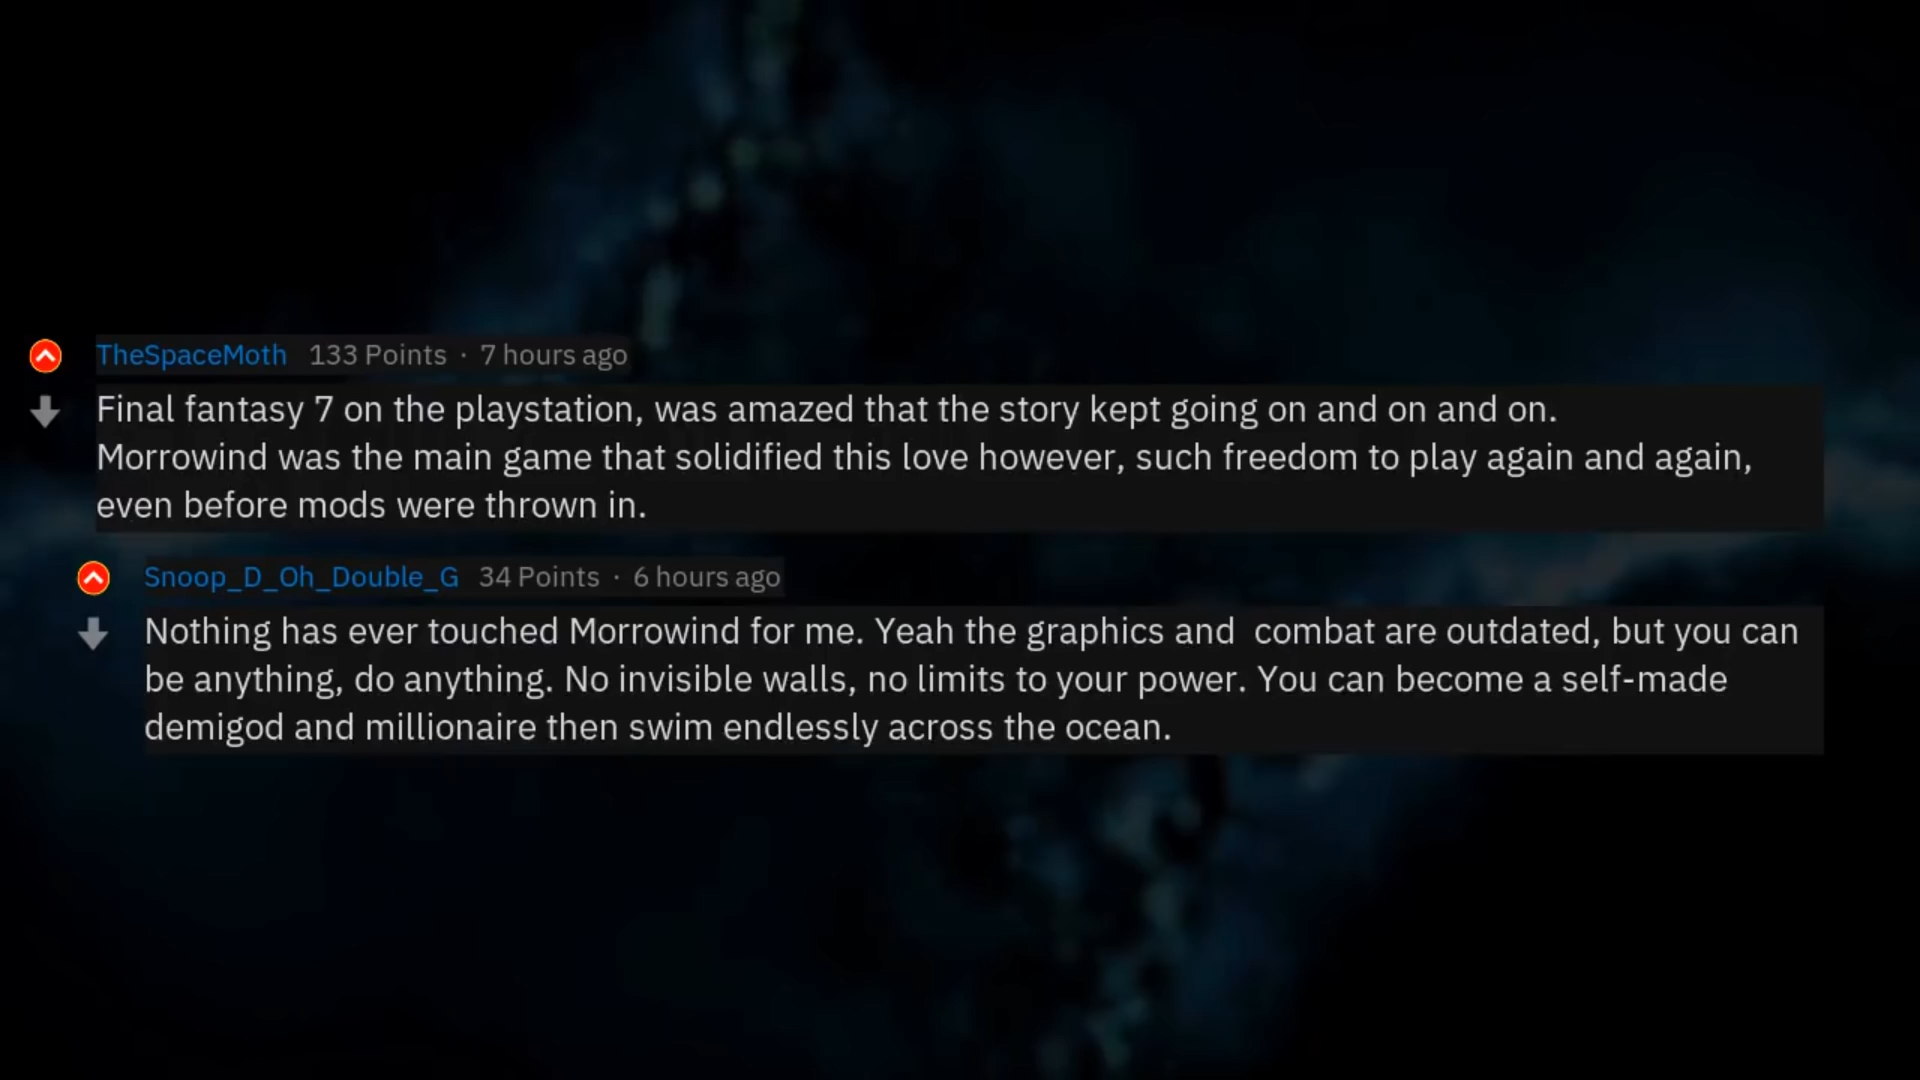 TheSpaceMoth 133 Points · 7 hours ago
Final fantasy 7 on the playstation, was amazed that the story kept going on and on and on.
Morrowind was the main game that solidified this love however, such freedom to play again and again,
even before mods were thrown in.
Snoop_D_Oh_Double_G 34 Points · 6 hours ago
Nothing has ever touched Morrowind for me. Yeah the graphics and  combat are outdated, but you can
be anything, do anything. No invisible walls, no limits to your power. You can become a self-made
demigod and millionaire then swim endlessly across the ocean.